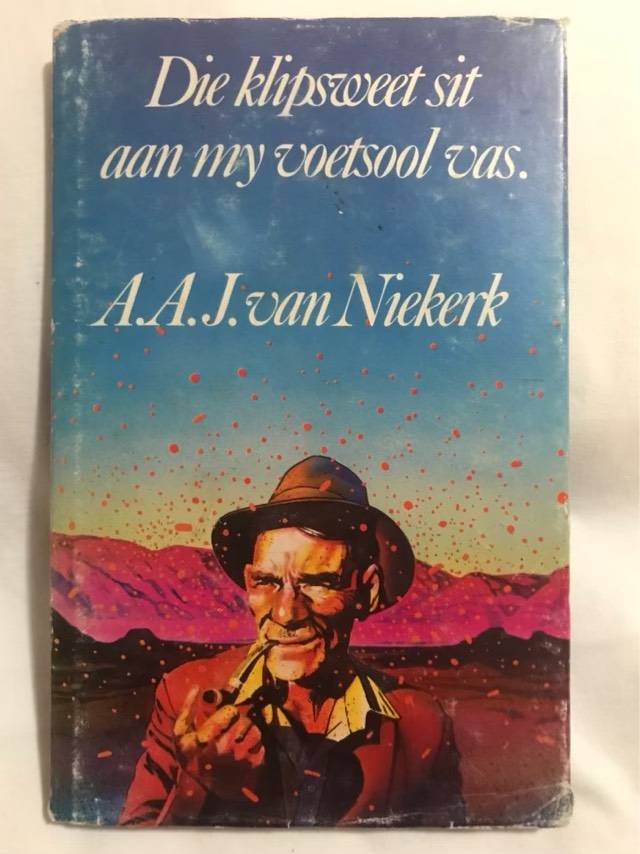 Die klipsweet sit
aan my voetsool vas.
A.A.J. van Niekerk